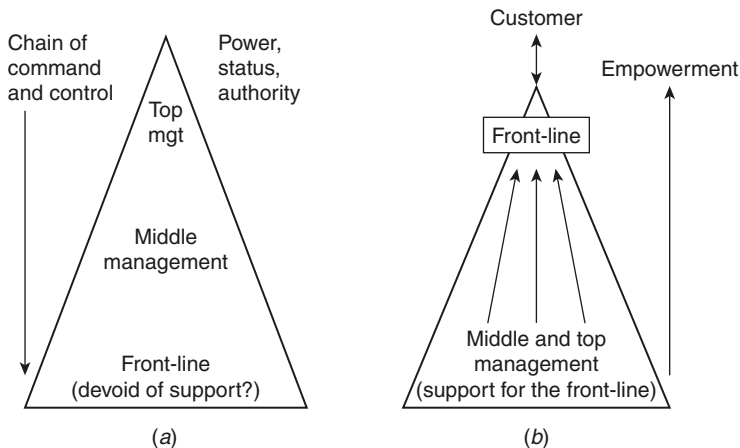 Chain of
command
and control
Power,
status,
authority
Top
mgt
Middle
management
Front-line
(devoid of support?)
(a)
Customer
Empowerment
Front-line
Middle and top
management
(support for the front-line)
(b)